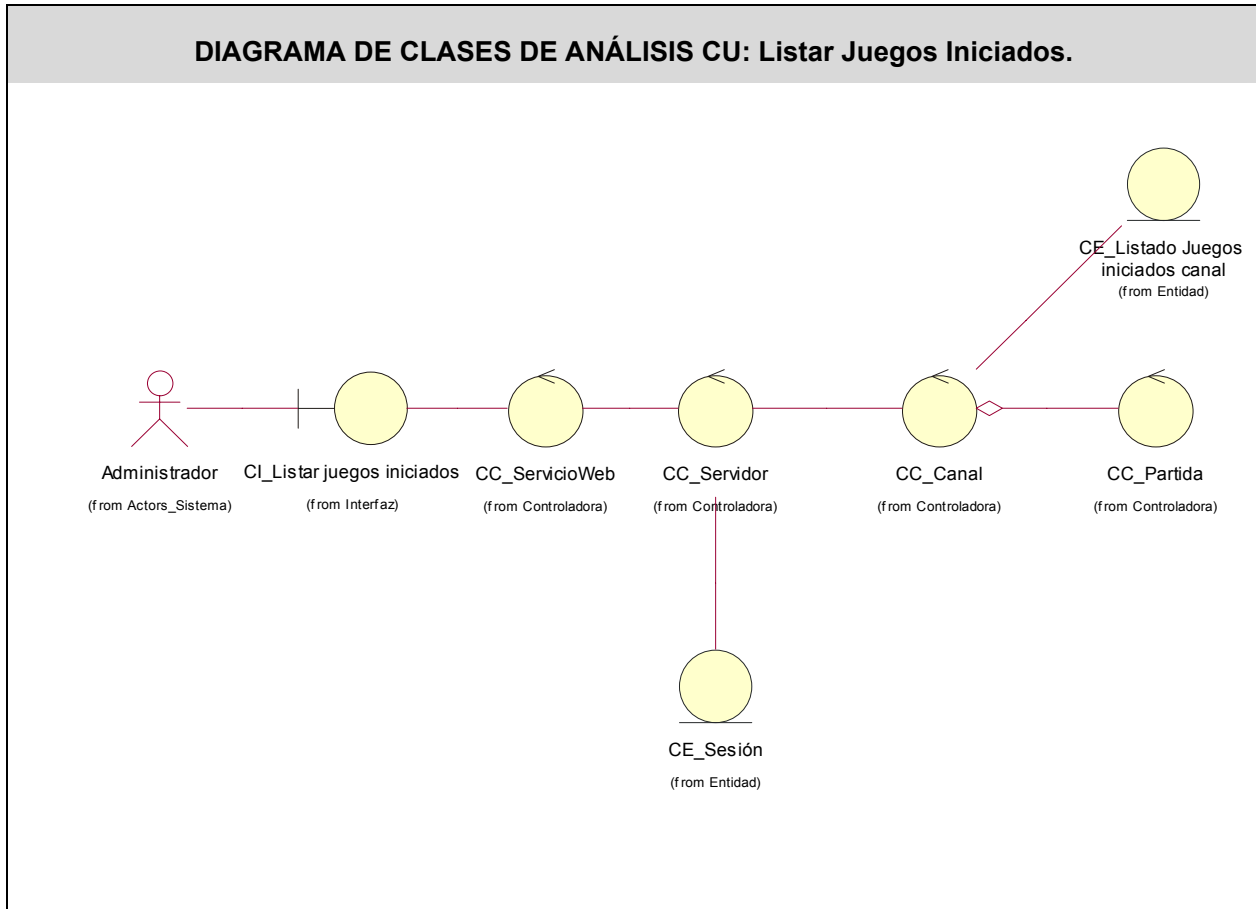 DIAGRAMA DE CLASES DE ANÁLISIS CU: Listar Juegos Iniciados.
CE_Listado Juegos
iniciados canal
(from Entidad)
Administrador
(from Actors_Sistema)
CI_Listar juegos iniciados
(from Interfaz)
CC_ServicioWeb
(from Controladora)
CC_Servidor
(from Controladora)
CC_Canal
(from Controladora)
CC_Partida
(from Controladora)
CE_Sesión
(from Entidad)